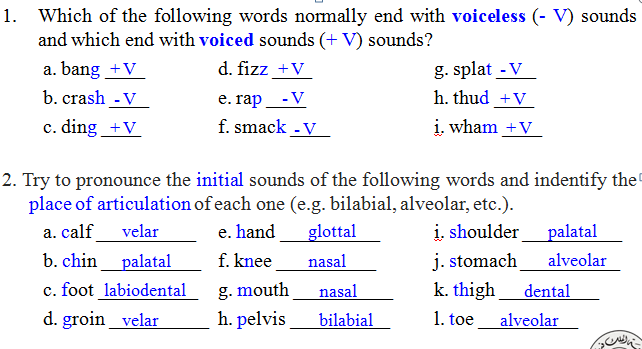 1. Which of the following words normally end with voiceless (- V) sounds
and which end with voiced sounds (+ V) sounds?
a. bang +V d. fizz +V g. splat - V
b. crash - V e. rap - V h. thud +V
c. ding +V f. smack - V i. wham +V
2. Try to pronounce the initial sounds of the following words and indentify the
place of articulation of each one (e.g. bilabial, alveolar, etc.).
a. calf velar e. hand glottal i. shoulder palatal
b. chin palatal f. knee nasal j. stomach alveolar
c. foot labiodental g. mouth nasal k. thigh dental
d. groin velar h. pelvis bilabial l. toe alveolar